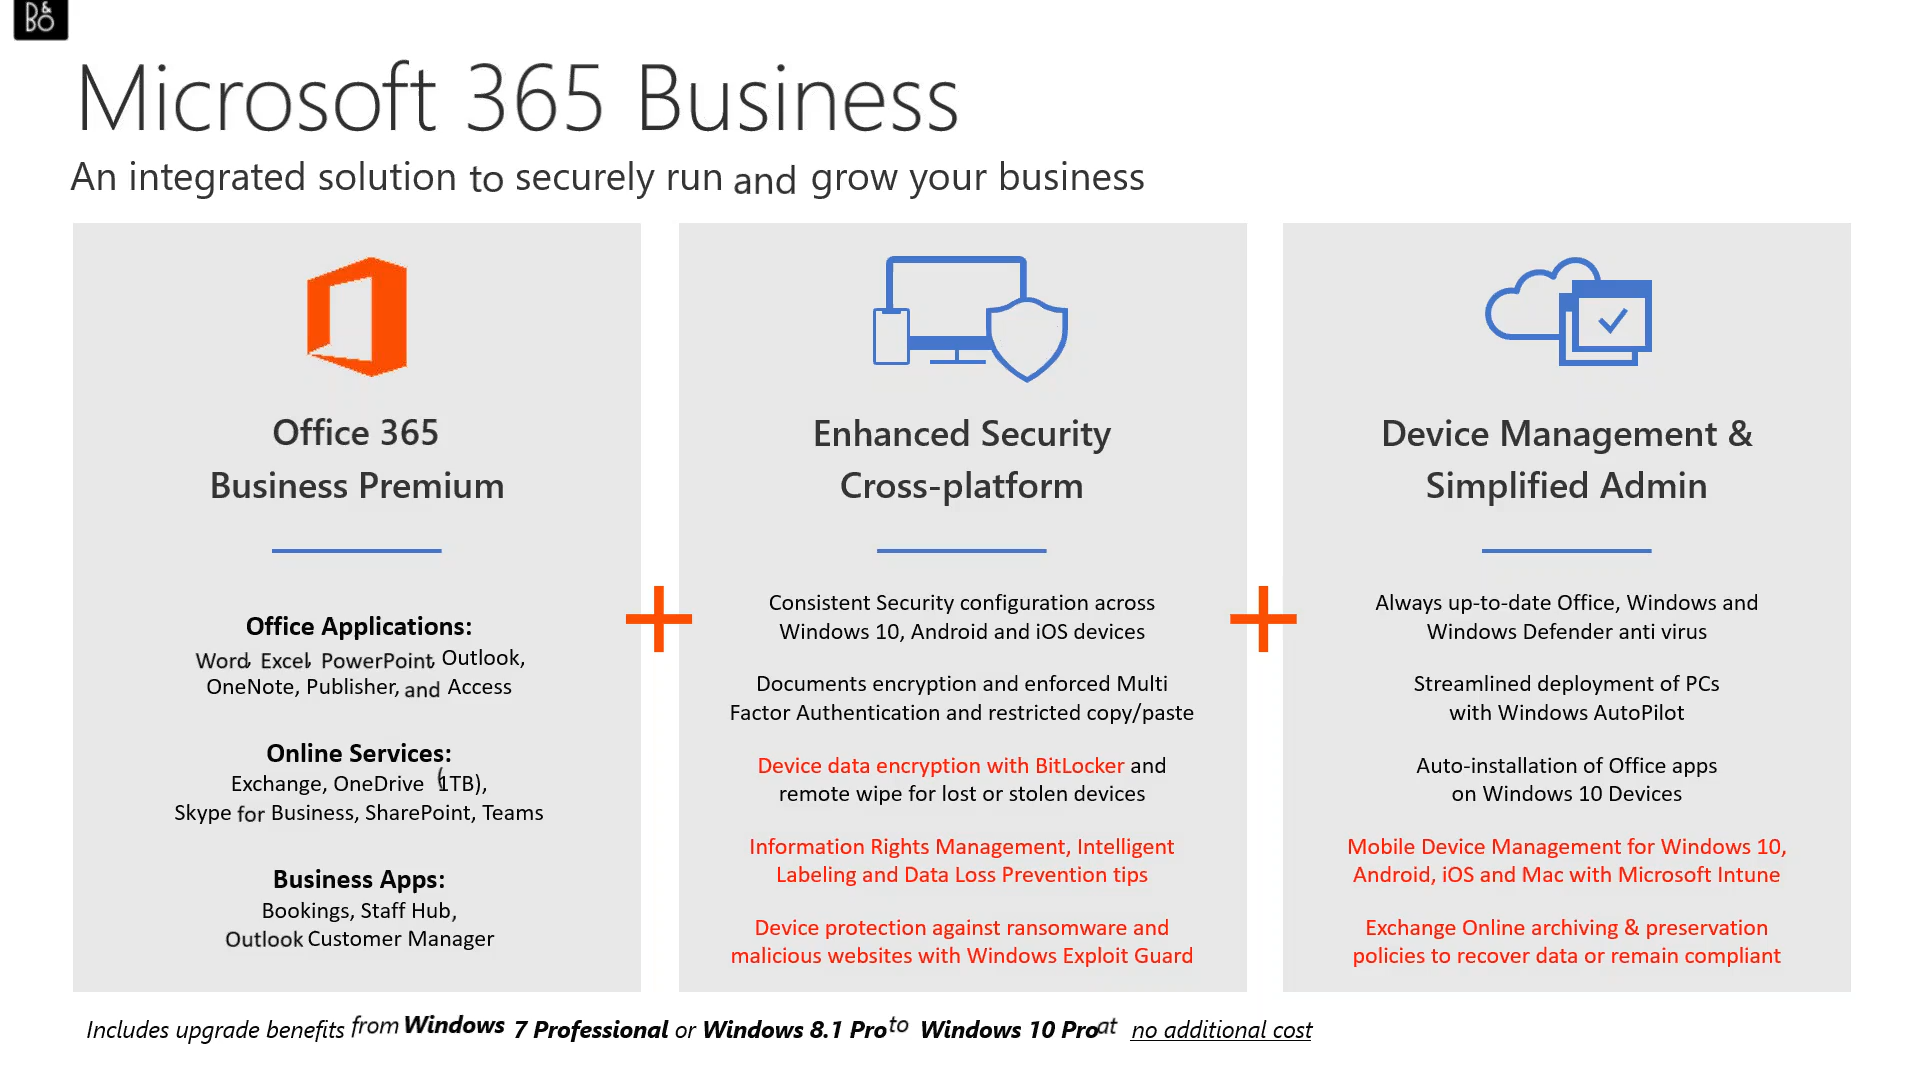 B&O
Microsoft 365 Business
An integrated solution to securely run and grow your business
Office 365
Business Premium
Office Applications:
Word, Excel, PowerPoint, Outlook,
OneNote, Publisher, and Access
Online Services:
Exchange, OneDrive (1TB),
Skype for Business, SharePoint, Teams
Business Apps:
Bookings, Staff Hub,
Outlook Customer Manager
Enhanced Security
Cross-platform
Consistent Security configuration across
Windows 10, Android and iOS devices
Documents encryption and enforced Multi
Factor Authentication and restricted copy/paste
Device data encryption with BitLocker and
remote wipe for lost or stolen devices
Information Rights Management, Intelligent
Labeling and Data Loss Prevention tips
Device protection against ransomware and
malicious websites with Windows Exploit Guard
Device Management &
Simplified Admin
Always up-to-date Office, Windows and
Windows Defender anti virus
Streamlined deployment of PCs
with Windows AutoPilot
Auto-installation of Office apps
on Windows 10 Devices
Mobile Device Management for Windows 10,
Android, iOS and Mac with Microsoft Intune
Exchange Online archiving & preservation
policies to recover data or remain compliant
Includes upgrade benefits from Windows 7 Professional or Windows 8.1 Pro to Windows 10 Pro at no additional cost